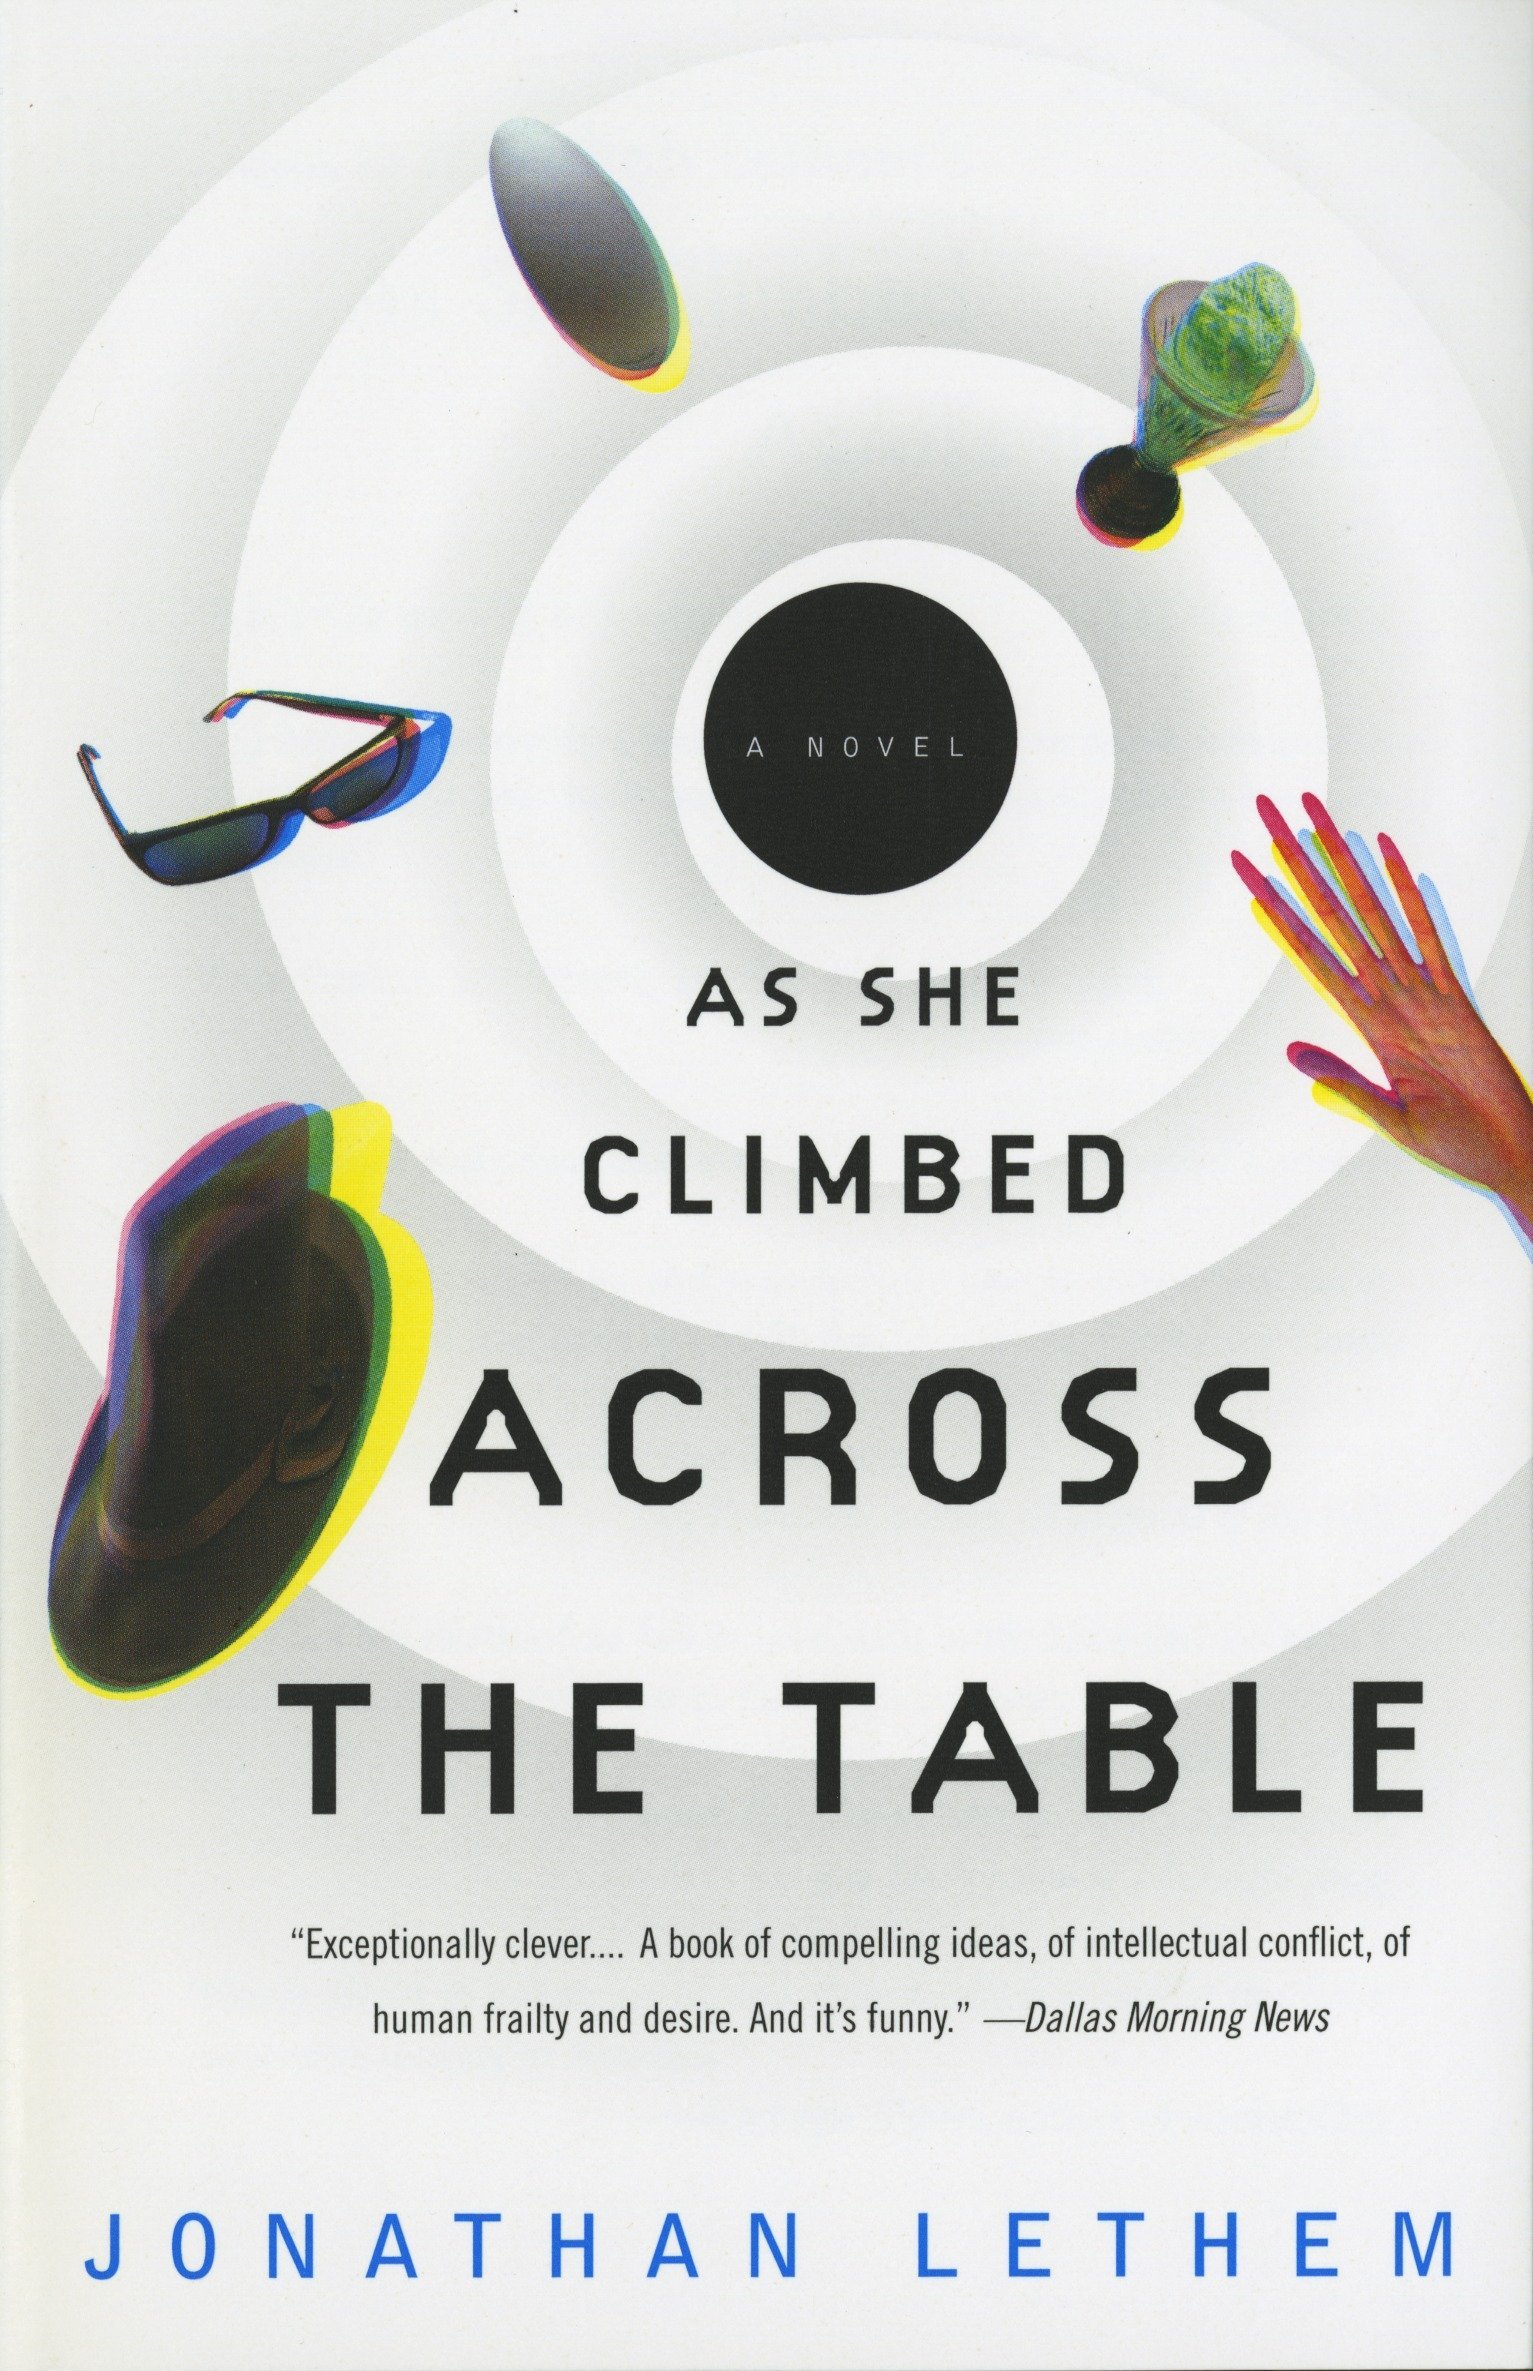 A NOVEL
AS SHE
CLIMBED
ACROSS
THE TABLE
“Exceptionally clever.... A book of compelling ideas, of intellectual conflict, of
human frailty and desire. And it’s funny.” —Dallas Morning News
JONATHAN LETHEM